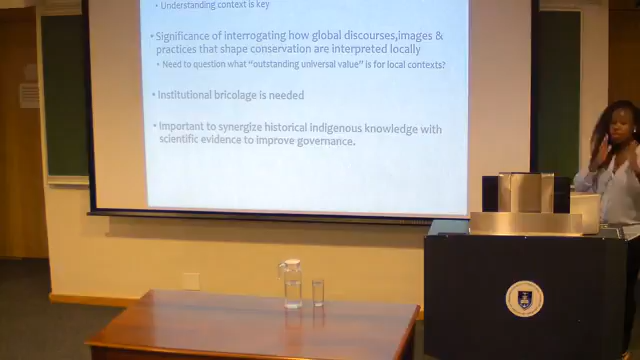 • Understanding context is key
• Significance of interrogating how global discourses,images &
practices that shape conservation are interpreted locally
• Need to question what "outstanding universal value" is for local contexts?
• Institutional bricolage is needed
• Important to synergize historical indigenous knowledge with
scientific evidence to improve governance.